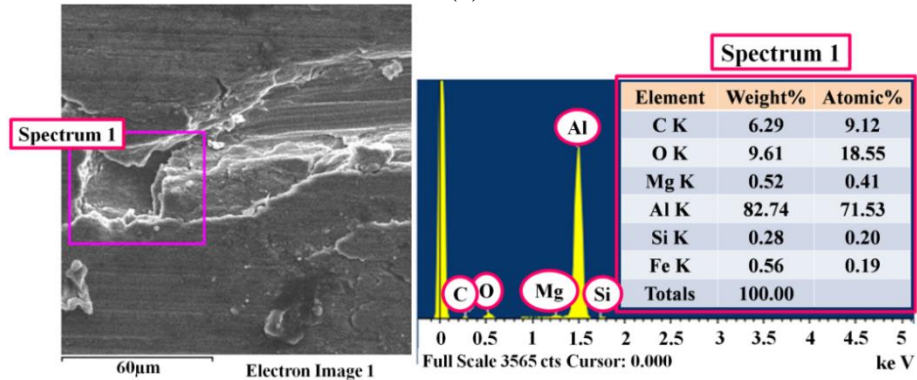 Spectrum 1
60μm
Electron Image 1
Spectrum 1
Element Weight% Atomic%
C K 6.29 9.12
O K 9.61 18.55
Mg K 0.52 0.41
Al K 82.74 71.53
Si K 0.28 0.20
Fe K 0.56 0.19
Totals 100.00
Al
C O Mg Si
0 0.5 1 1.5 2 2.5 3 3.5 4 4.5 5
Full Scale 3565 cts Cursor: 0.000
ke V